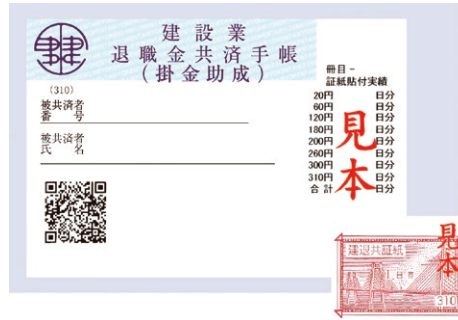 建設業
退職金共済手帳
(掛金助成)
(310)
被共済者
番 号
被共済者
氏 名
冊目-
証紙貼付実績
20円 日分
60円 日分
120円 日分
180円 日分
200円 日分
260円 日分
300円 日分
310円 日分
合 計 日分
見本
見本
建退共証紙
1日券
310